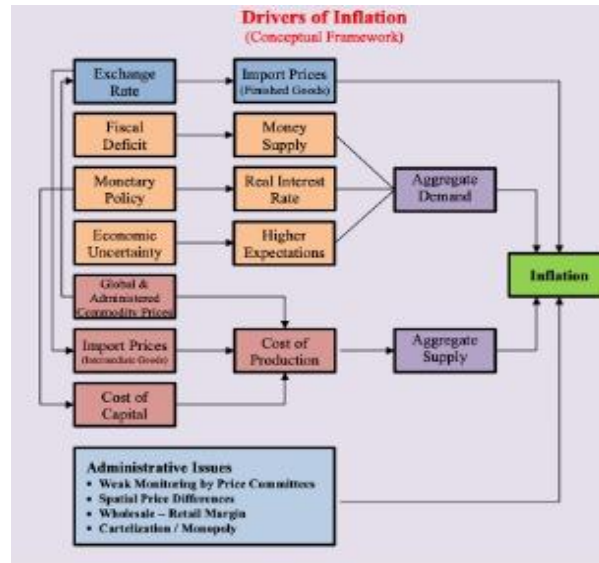 Drivers of Inflation
(Conceptual Framework)
Exchange
Rate
Import Prices
(Finished Goods)
Fiscal
Deficit
Money
Supply
Monetary
Policy
Real Interest
Rate
Aggregate
Demand
Economic
Uncertainty
Higher
Expectations
Inflation
Global &
Administered
Commodity Prices
Import Prices
(Intermediate Goods)
Cost of
Production
Aggregate
Supply
Cost of
Capital
Administrative Issues
• Weak Monitoring by Price Committees
• Spatial Price Differences
• Wholesale – Retail Margin
• Cartelization / Monopoly